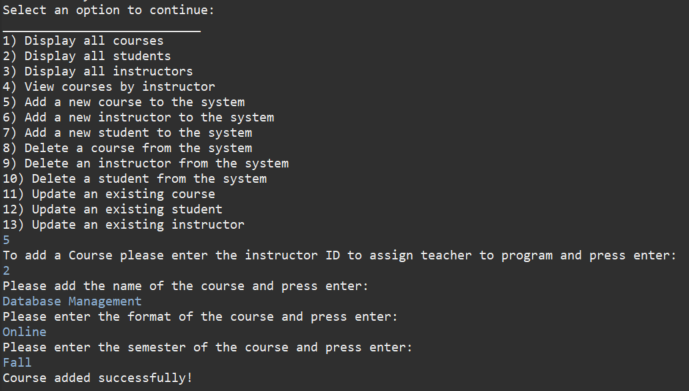 Select an option to continue:
___________________________
1) Display all courses
2) Display all students
3) Display all instructors
4) View courses by instructor
5) Add a new course to the system
6) Add a new instructor to the system
7) Add a new student to the system
8) Delete a course from the system
9) Delete an instructor from the system
10) Delete a student from the system
11) Update an existing course
12) Update an existing student
13) Update an existing instructor
5
To add a Course please enter the instructor ID to assign teacher to program and press enter:
2
Please add the name of the course and press enter:
Database Management
Please enter the format of the course and press enter:
Online
Please enter the semester of the course and press enter:
Fall
Course added successfully!